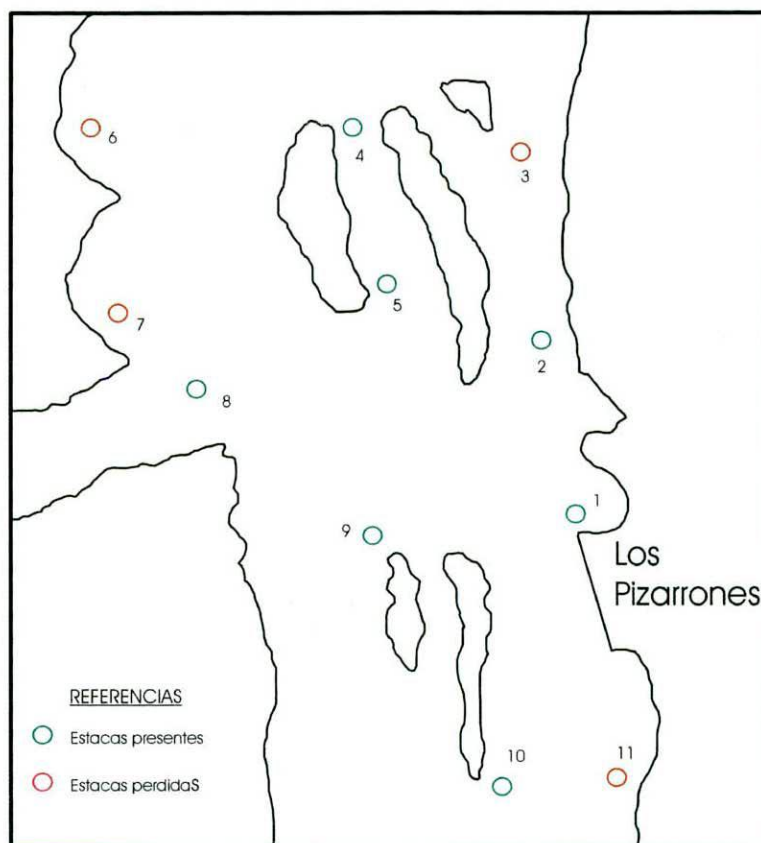 6
4
3
5
7
2
8
1
9
Los
Pizarrones
REFERENCIAS
Estacas presentes
Estacas perdidaS
10
11